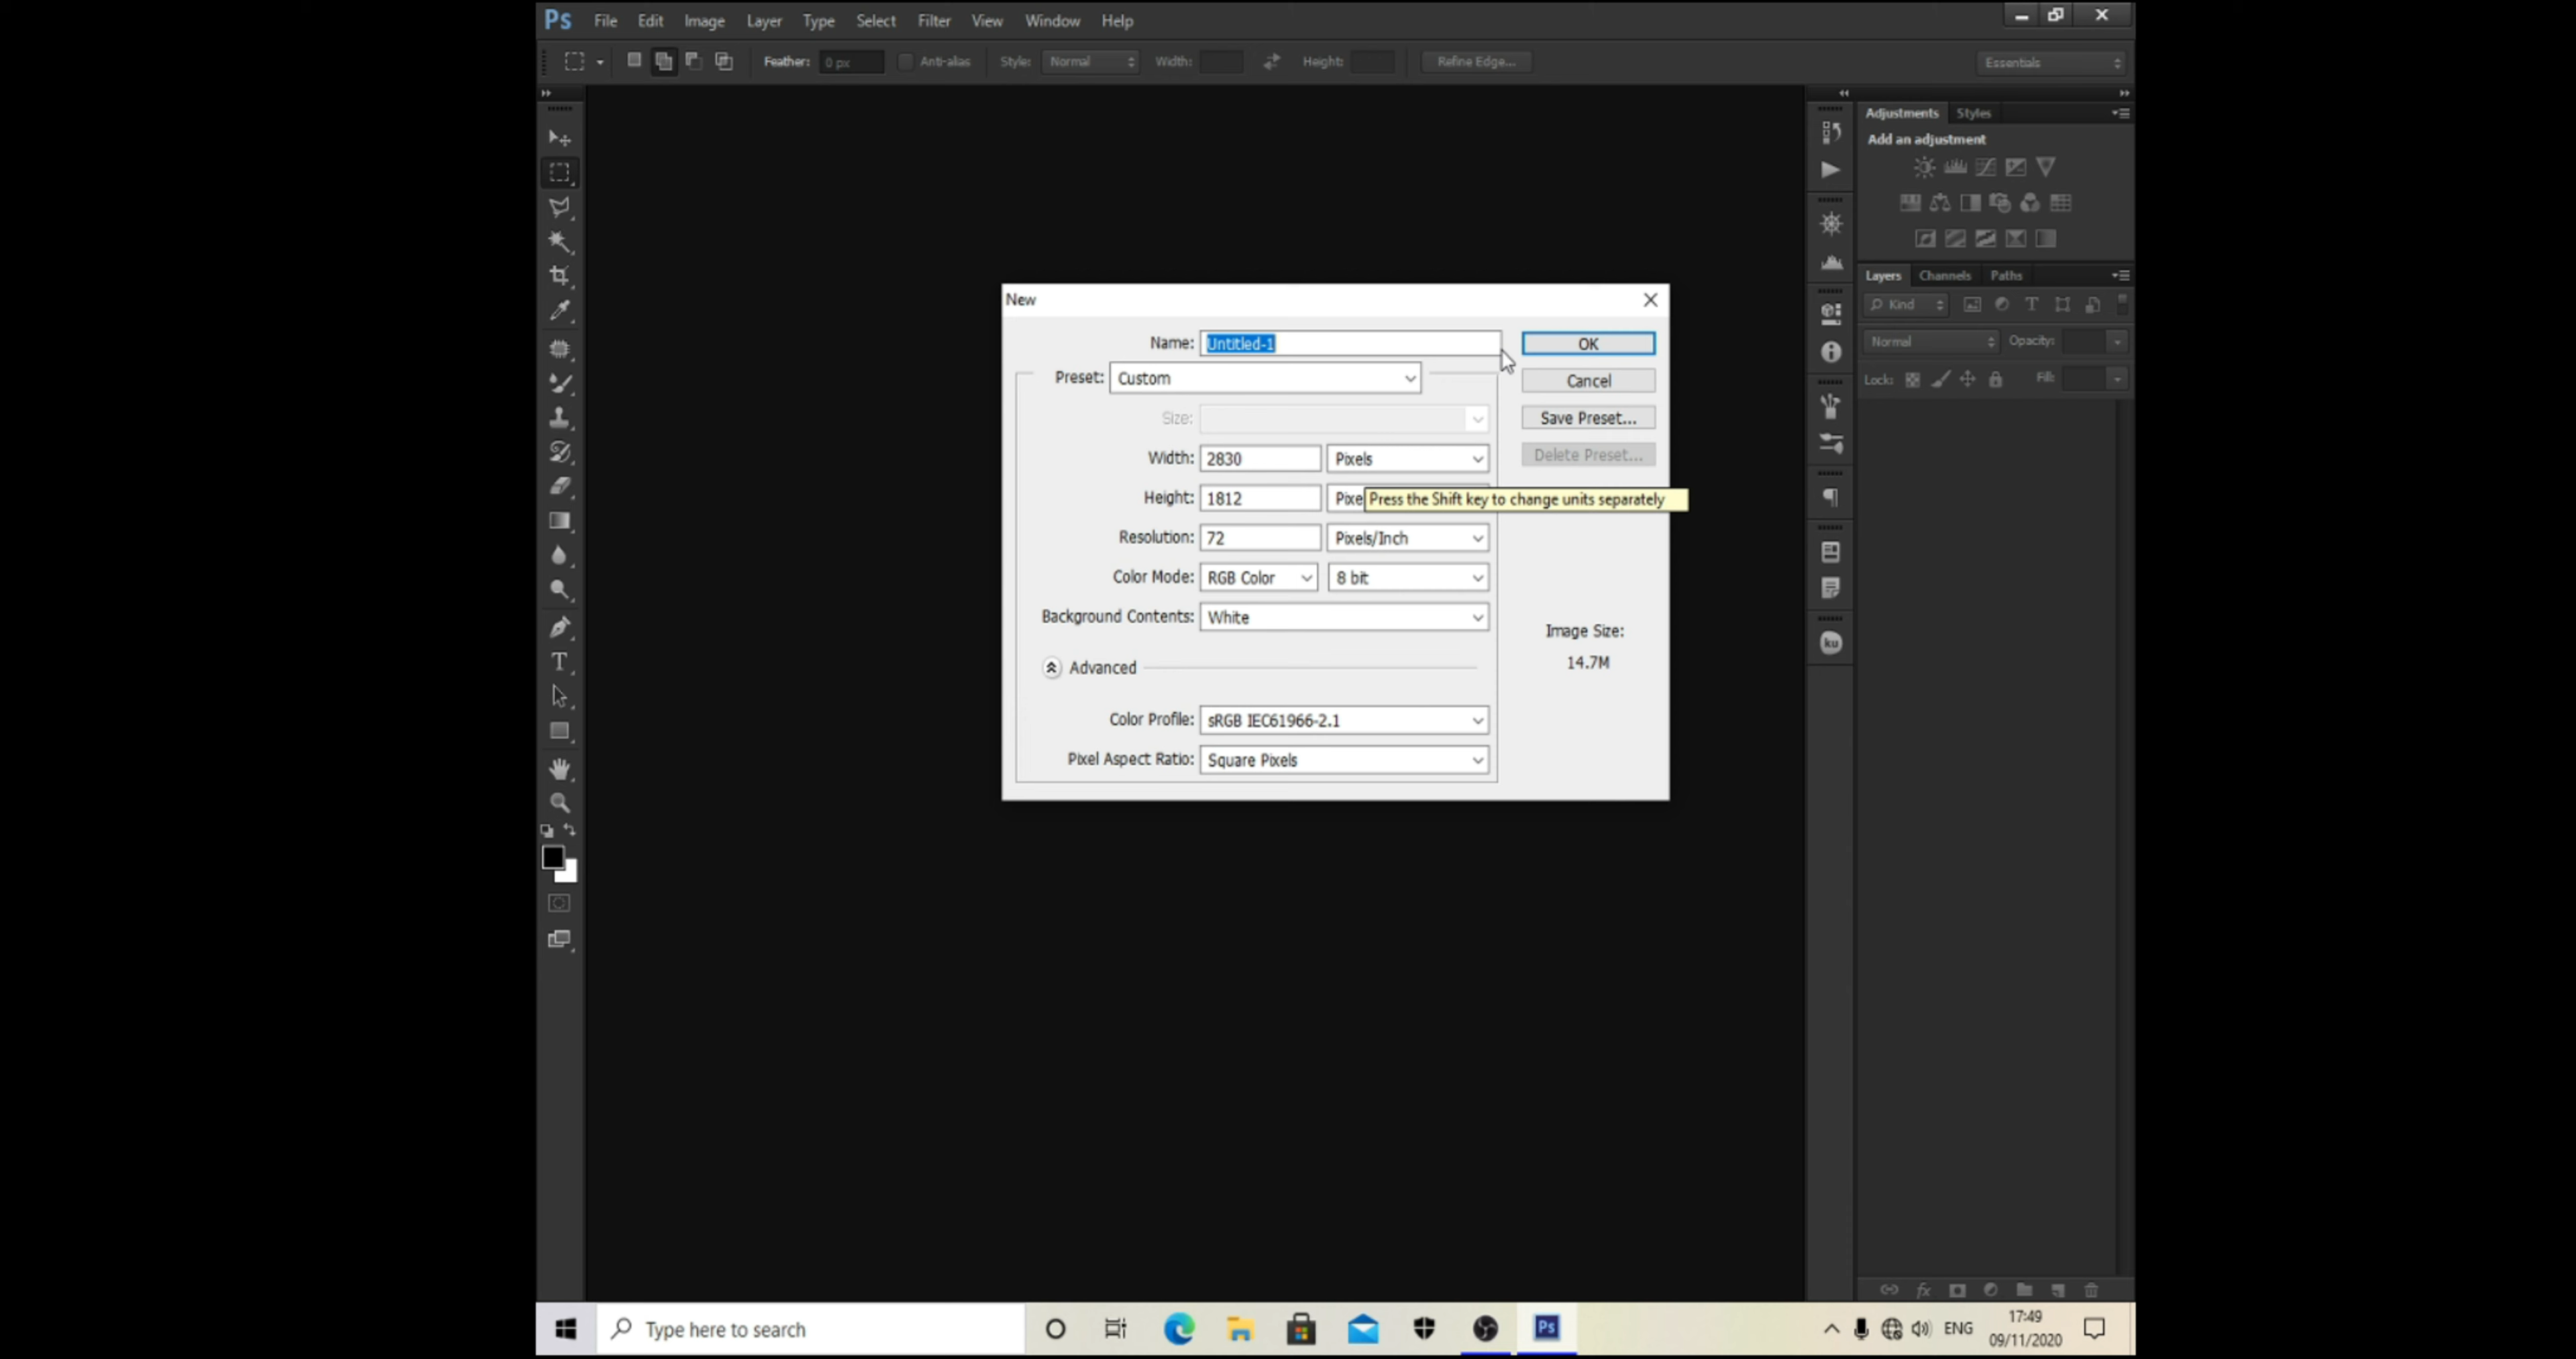 Ps File Edit Image Layer Type Select Filter View Window Help
Feather: 0 px Anti-alias Style: Normal Width: Height: Refine Edge... Essentials
Adjustments Styles
Add an adjustment
Layers Channels Paths
Kind T
Normal Opacity:
Lock: Fill:
T
ku
fx
New
Name: Untitled-1 OK
Preset: Custom Cancel
Size: Save Preset...
Width: 2830 Pixels Delete Preset...
Height: 1812 Pixe Press the Shift key to change units separately
Resolution: 72 Pixels/Inch
Color Mode: RGB Color 8 bit
Background Contents: White
Image Size:
14.7M
Advanced
Color Profile: sRGB IEC61966-2.1
Pixel Aspect Ratio: Square Pixels
Type here to search Ps ENG 17:49
09/11/2020